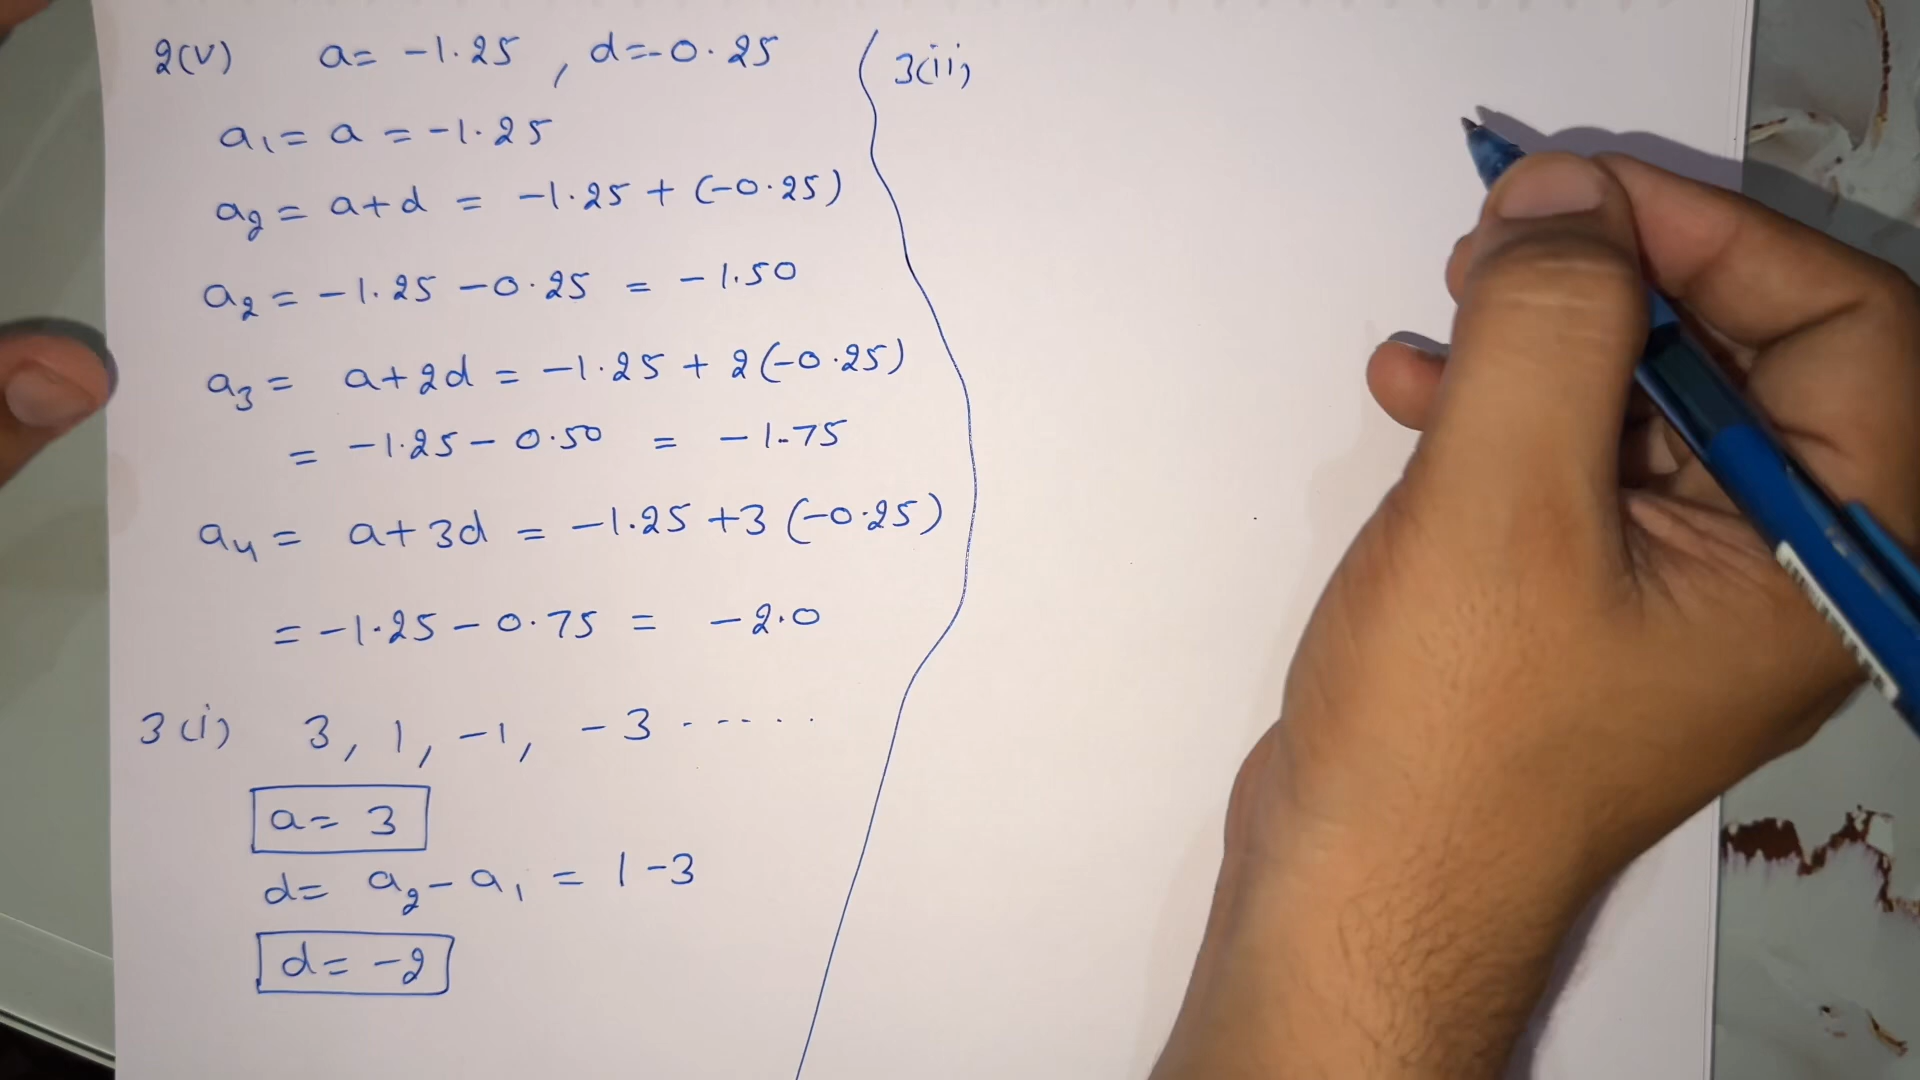 2(v) a = -1.25 , d = -0.25
a₁ = a = -1.25
a₂ = a+d = -1.25 + (-0.25)
a₂ = -1.25 -0.25 = -1.50
a₃ = a+2d = -1.25 + 2(-0.25)
= -1.25 - 0.50 = -1.75
a₄ = a+3d = -1.25 +3 (-0.25)
= -1.25 - 0.75 = -2.0
3(i) 3, 1, -1, -3 ------
a = 3
d = a₂ - a₁ = 1-3
d = -2
3(ii)